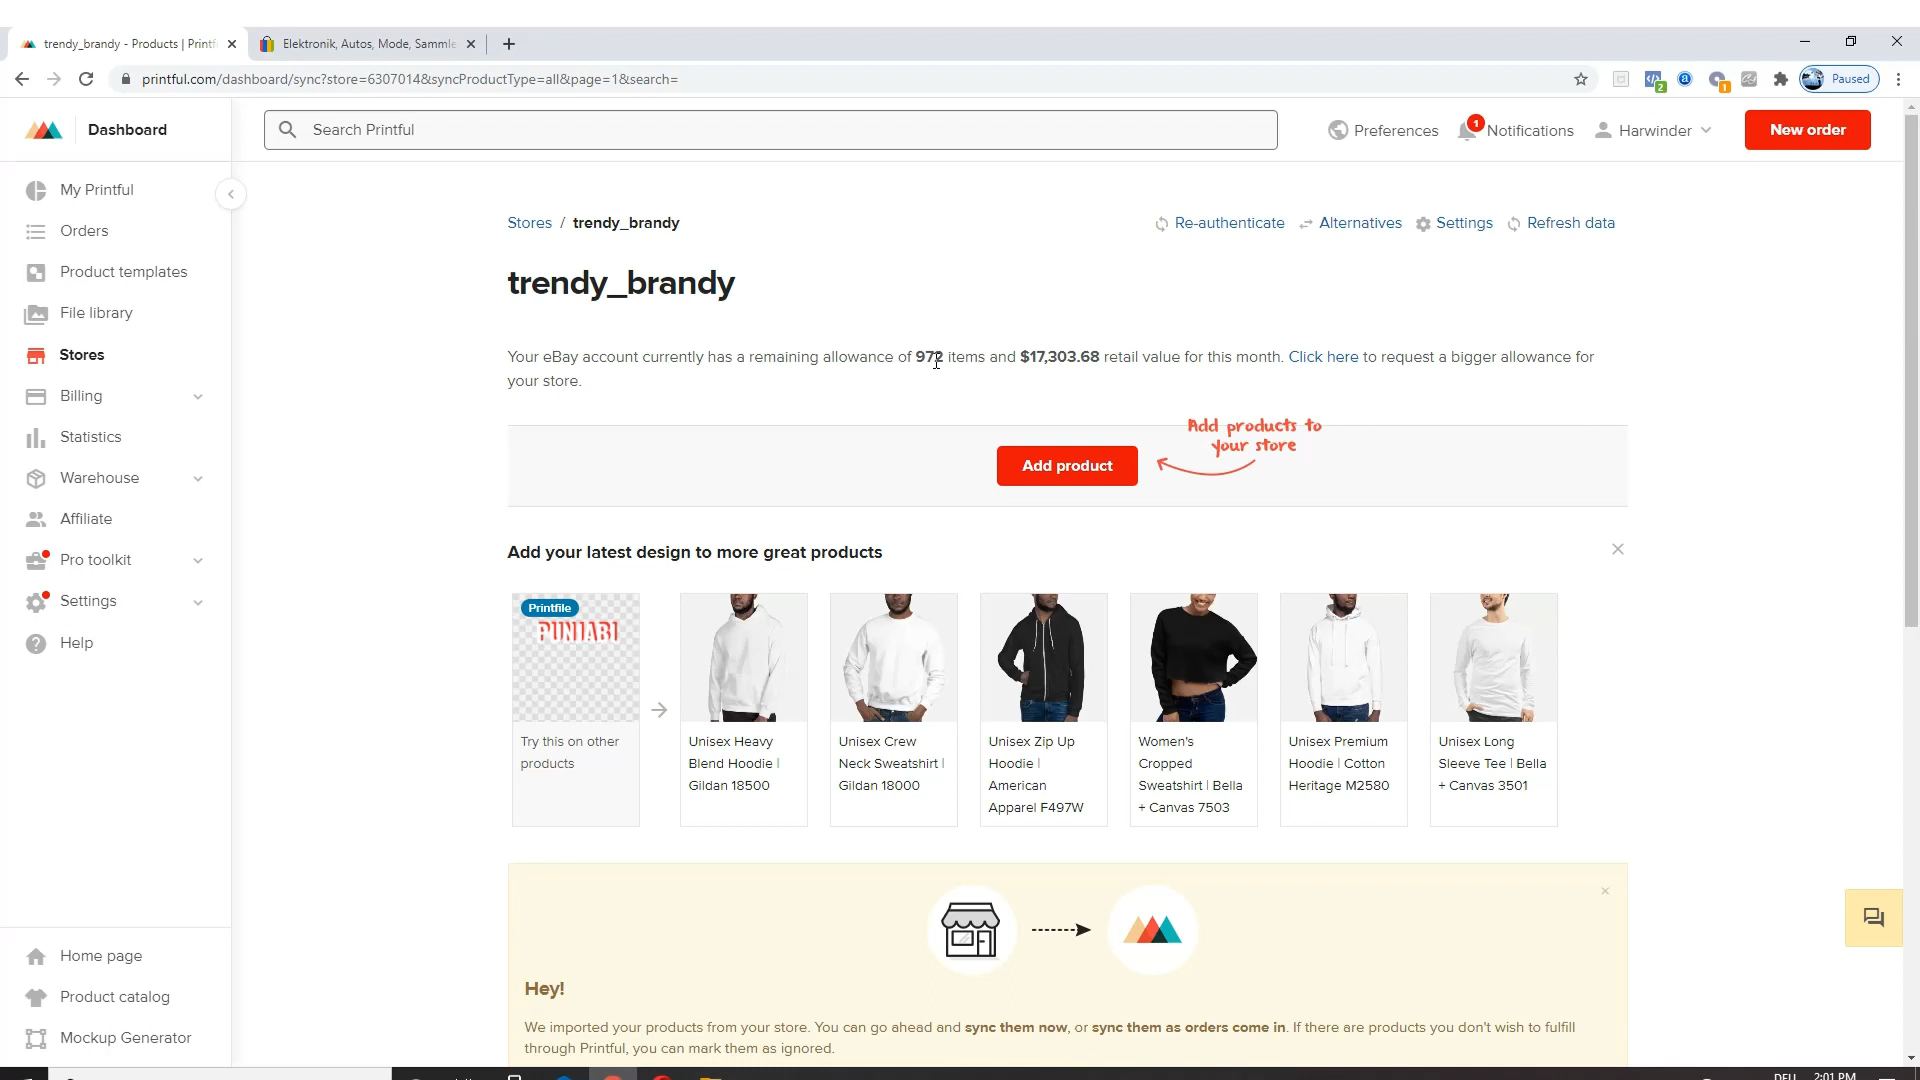 trendy_brandy - Products | Printf
Elektronik, Autos, Mode, Sammle
printful.com/dashboard/sync?store=6307014&syncProductType=all&page=1&search=
2
1
Paused
Dashboard
Search Printful
Preferences
1
Notifications
Harwinder
New order
My Printful
Orders
Product templates
File library
Stores
Billing
Statistics
Warehouse
Affiliate
Pro toolkit
Settings
Help
Home page
Product catalog
Mockup Generator
Stores / trendy_brandy
Re-authenticate
Alternatives
Settings
Refresh data
trendy_brandy
Your eBay account currently has a remaining allowance of 972 items and $17,303.68 retail value for this month. Click here to request a bigger allowance for
your store.
Add product
Add products to
your store
Add your latest design to more great products
Printfile
PUNJABI
Try this on other
products
Unisex Heavy
Blend Hoodie |
Gildan 18500
Unisex Crew
Neck Sweatshirt |
Gildan 18000
Unisex Zip Up
Hoodie |
American
Apparel F497W
Women's
Cropped
Sweatshirt | Bella
+ Canvas 7503
Unisex Premium
Hoodie | Cotton
Heritage M2580
Unisex Long
Sleeve Tee | Bella
+ Canvas 3501
Hey!
We imported your products from your store. You can go ahead and sync them now, or sync them as orders come in. If there are products you don't wish to fulfill
through Printful, you can mark them as ignored.
DEU
2:01 PM